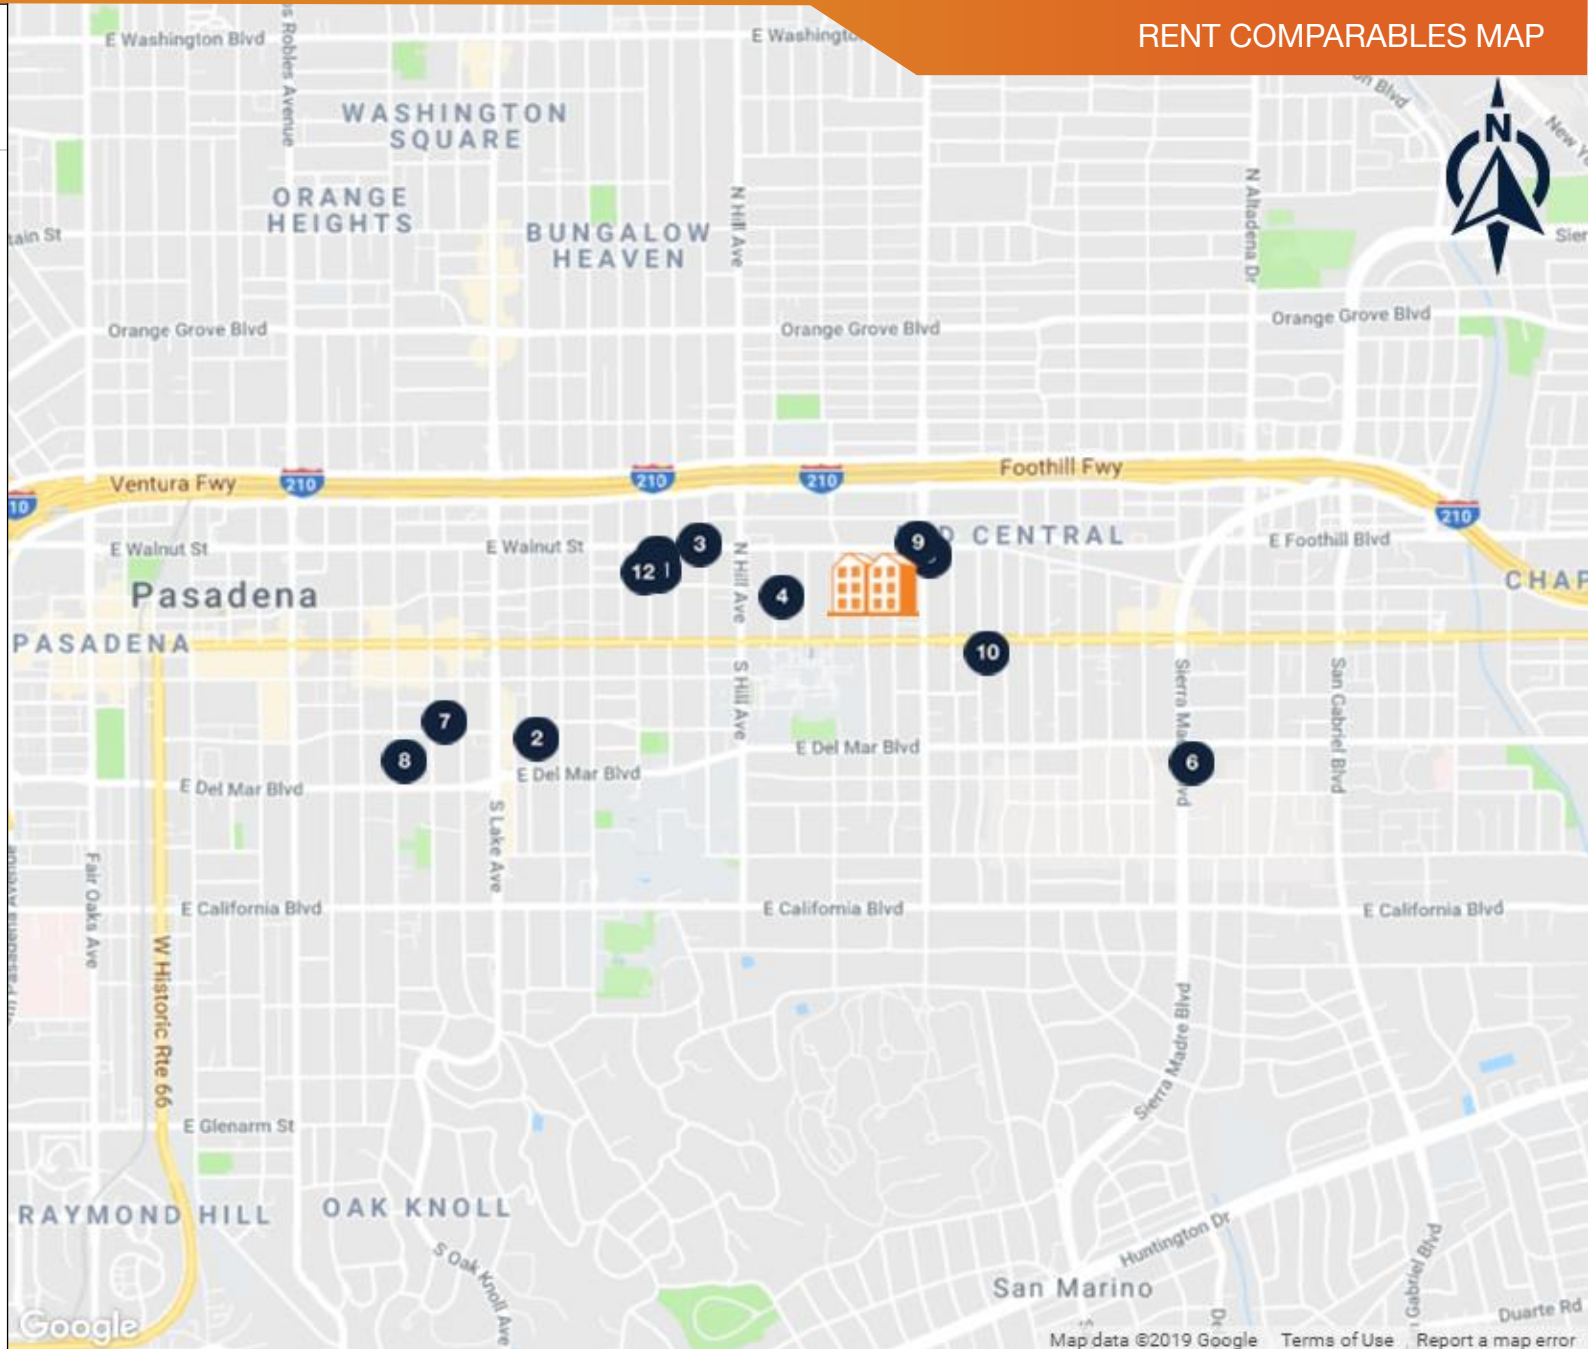 RENT COMPARABLES MAP
E Washington Blvd
N
WASHINGTON
SQUARE
ORANGE
HEIGHTS
N Hill Ave
N Altadena Dr
BUNGALOW
HEAVEN
Orange Grove Blvd
Orange Grove Blvd
Orange Grove Blvd
Ventura Fwy
210
210
210
Foothill Fwy
210
E Walnut St
E Walnut St
3
9
CENTRAL
E Foothill Blvd
12
N Hill Ave
Pasadena
4
PASADENA
10
S Hill Ave
San Gabriel Blvd
7
2
8
E Del Mar Blvd
6
E Del Mar Blvd
E Del Mar Blvd
S Lake Ave
Fair Oaks Ave
E California Blvd
E California Blvd
E California Blvd
W Historic Rte 66
Sierra Madre Blvd
E Glenarm St
RAYMOND HILL
OAK KNOLL
S Oak Knoll Ave
Huntington Dr
San Marino
Duarte Rd
Google
Map data ©2019 Google
Terms of Use
Report a map error